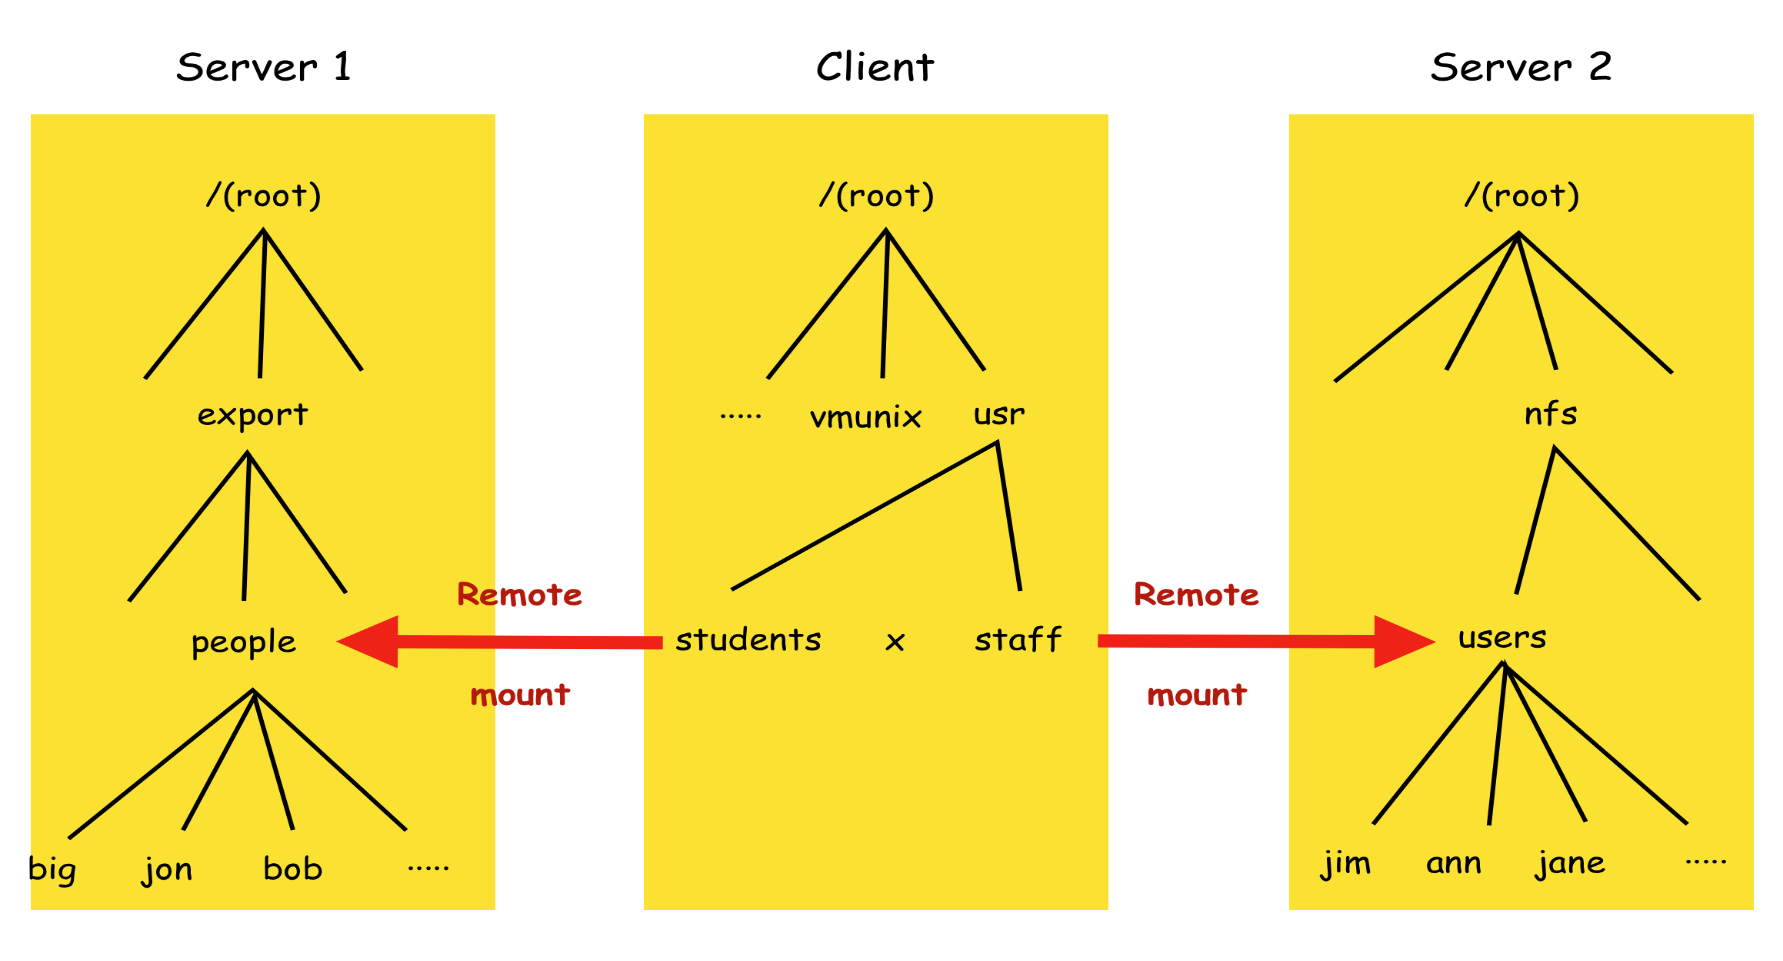 Server 1
Client
Server 2
/(root)
/(root)
/(root)
export
..... vmunix usr
nfs
Remote
Remote
people
students x staff
users
mount
mount
big jon bob .....
jim ann jane .....